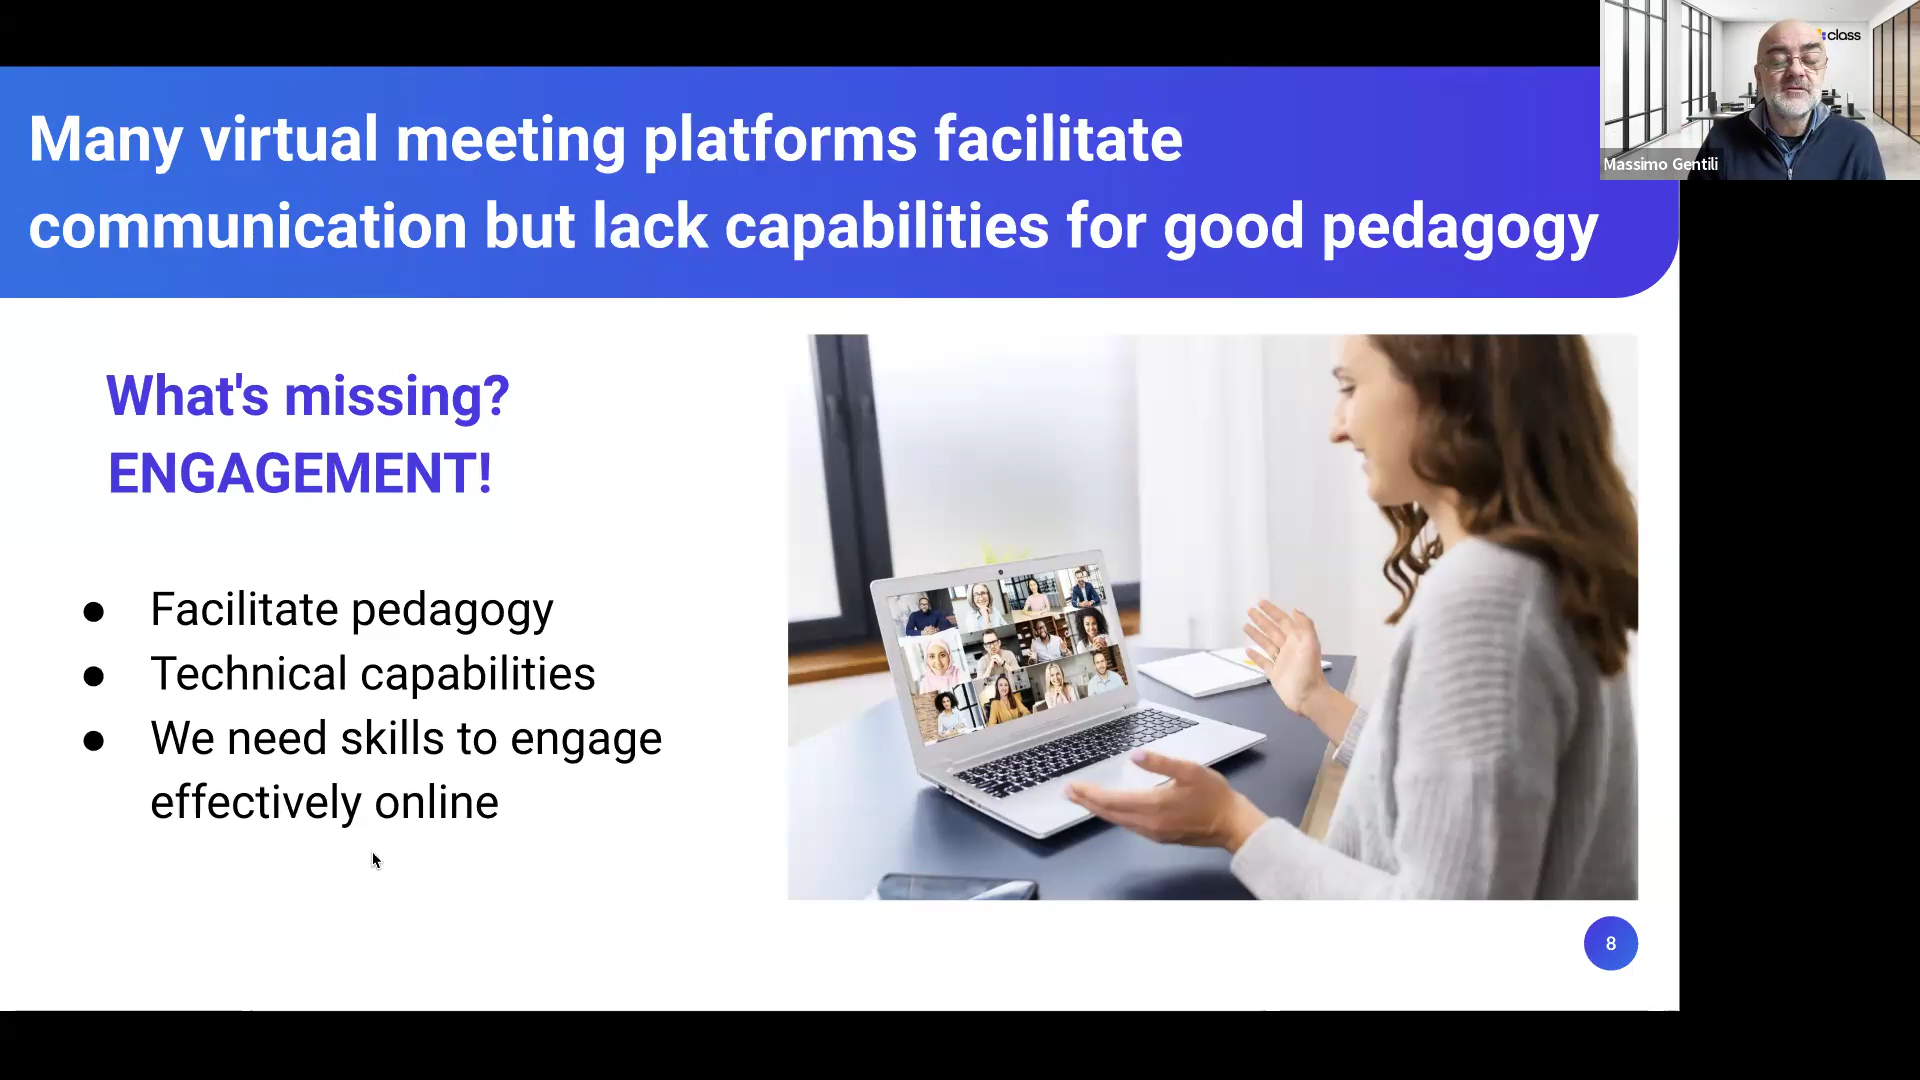 class
Massimo Gentili
Many virtual meeting platforms facilitate
communication but lack capabilities for good pedagogy
What's missing?
ENGAGEMENT!
● Facilitate pedagogy
● Technical capabilities
● We need skills to engage
effectively online
8